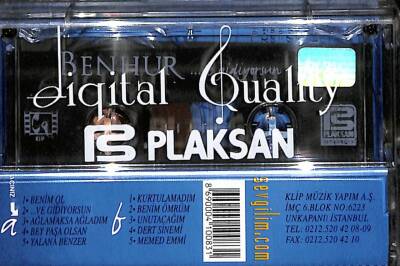 BENHUR
...gidiyorsun
Digital Quality
PLAKSAN
KLIP
PLAKSAN
a
1- BENİM OL
2- ...VE GİDİYORSUN
3- AĞLAMAKSA AĞLADIM
4- BEY PAŞA OLSAN
5- YALANA BENZER
b
1- KURTULAMADIM
2- BENİM ÖMRÜM
3- UNUTACAĞIM
4- DERT SİNEMİ
5- MEMED EMMİ
8690004100831
sevgilim.com
KLİP MÜZİK YAPIM A.Ş.
İMÇ 6.BLOK NO:6223
UNKAPANI: İSTANBUL
TEL/0212.520 42 08-09
FAX/ 0212.520 42 10